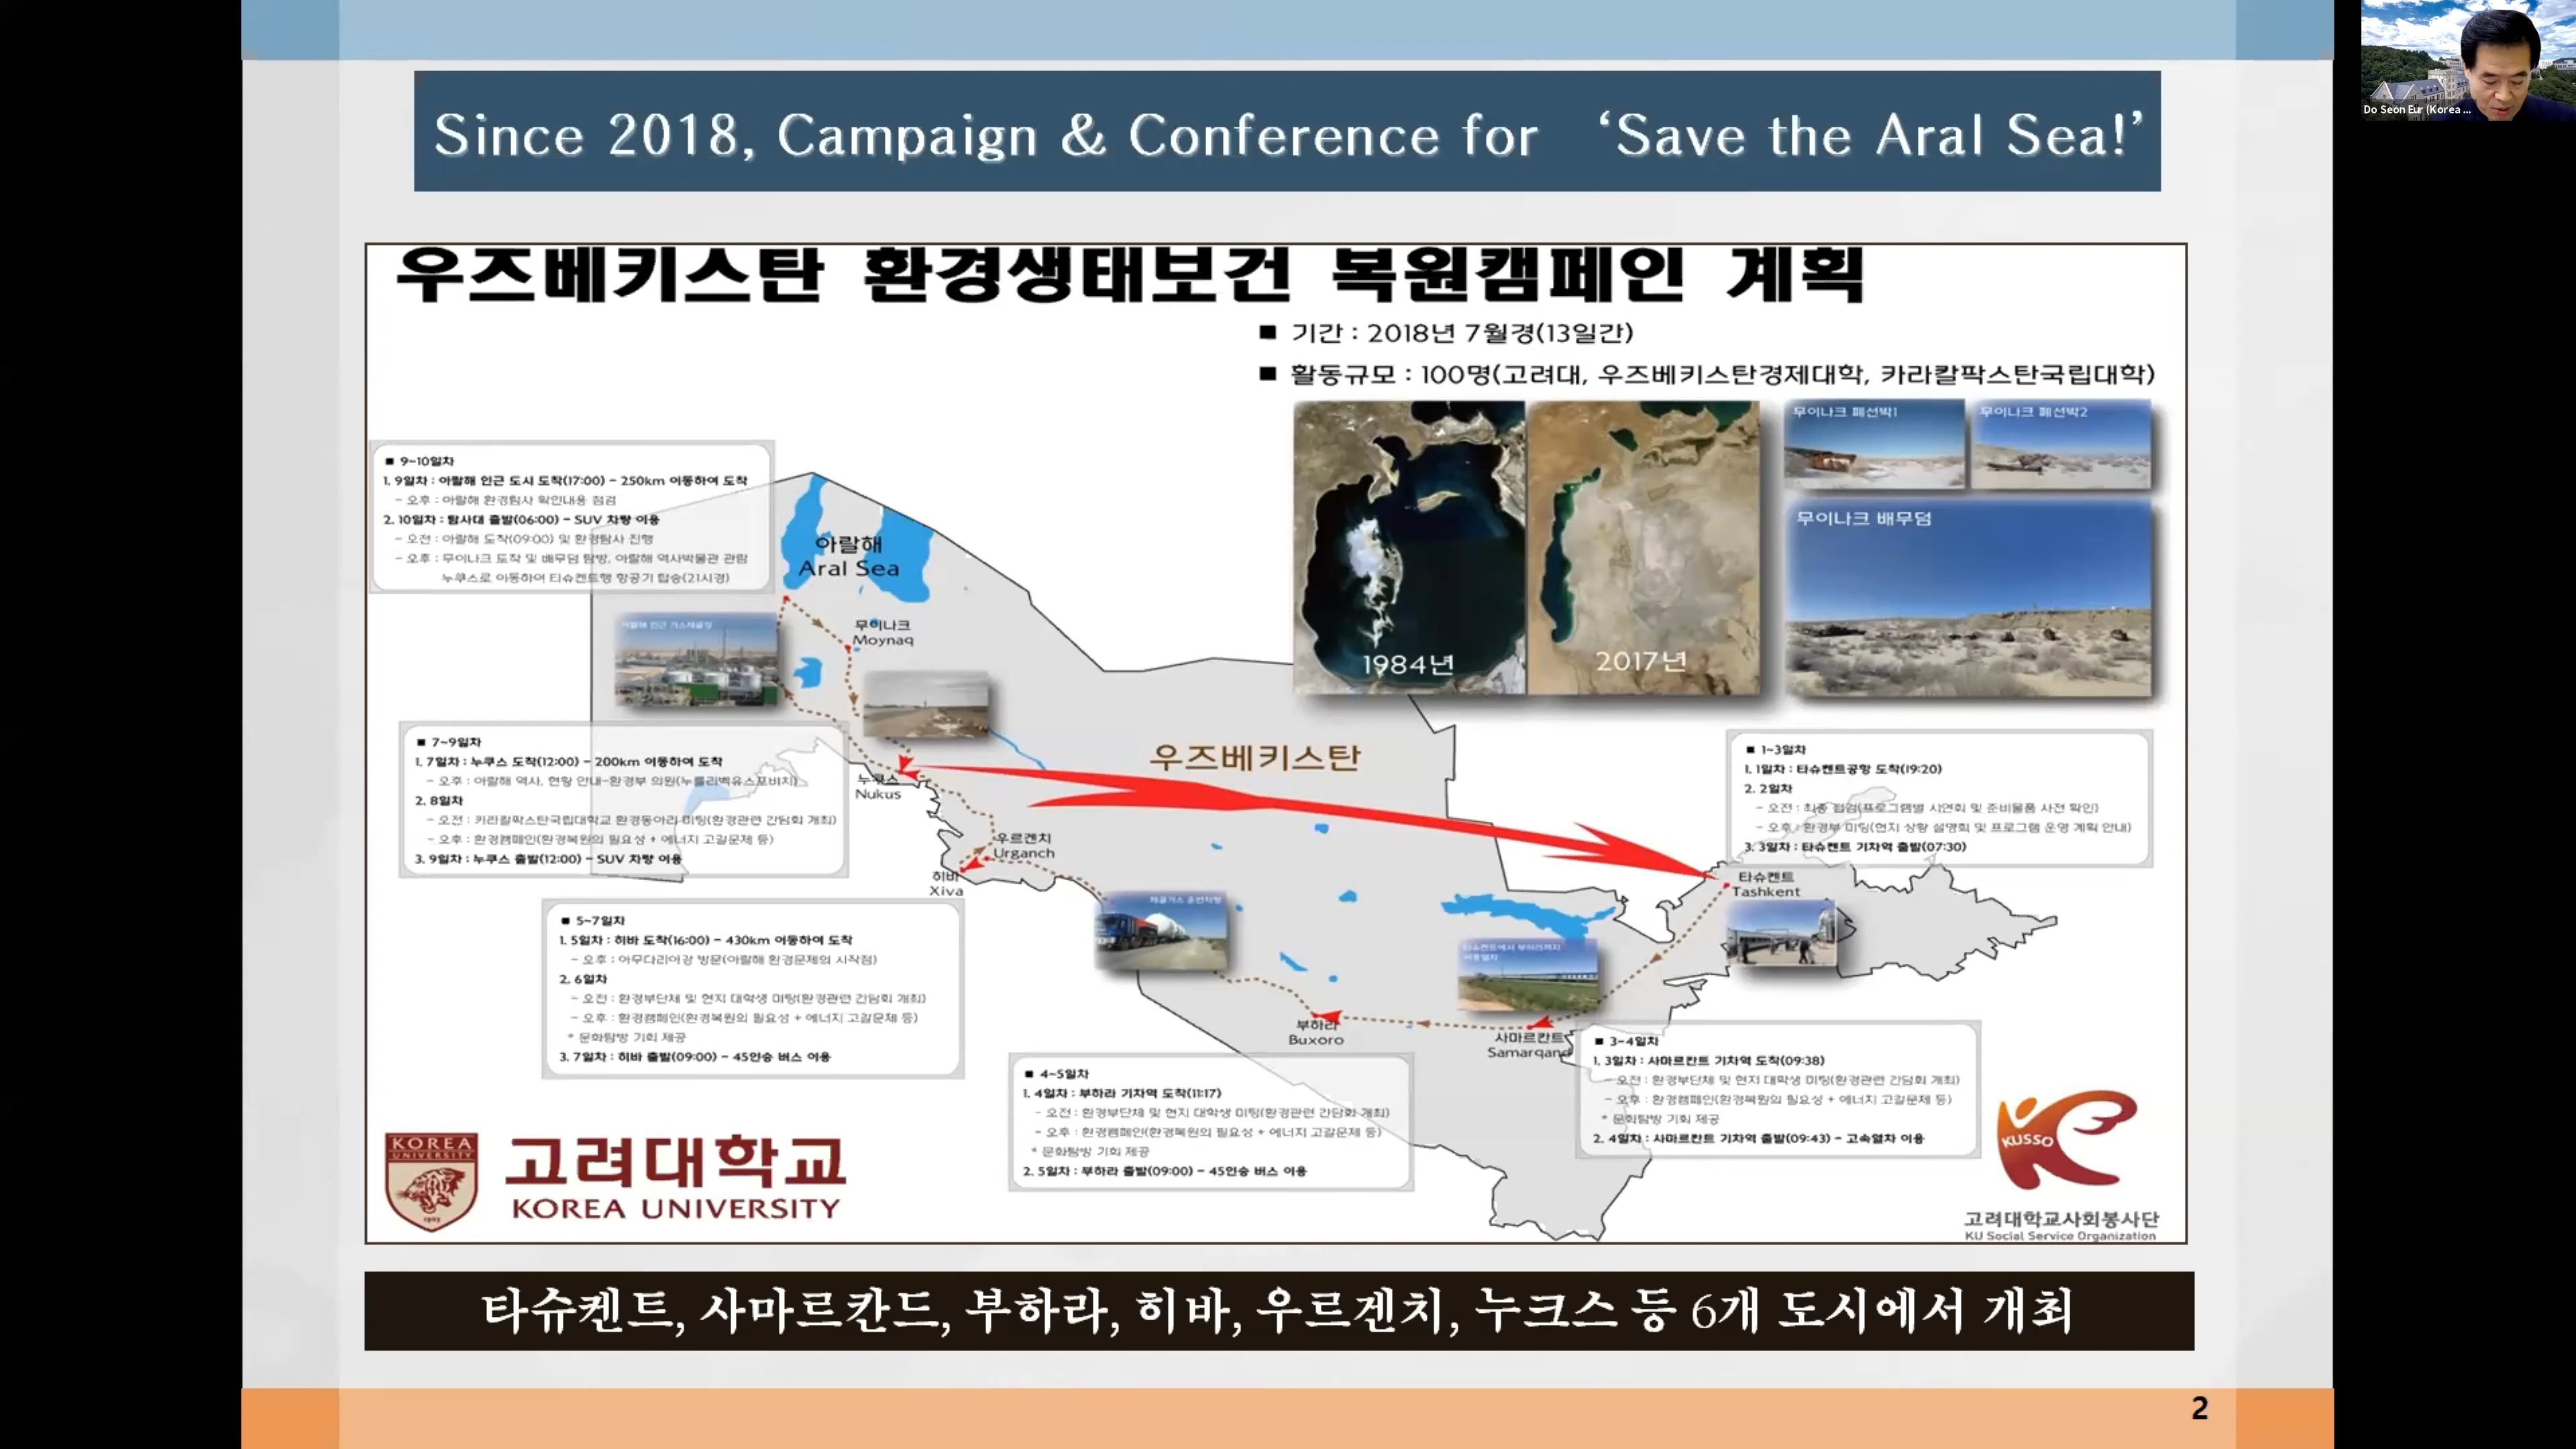 Since 2018, Campaign & Conference for ‘Save the Aral Sea!’
Do Seon Eur (Korea ...
우즈베키스탄 환경생태보건 복원캠페인 계획
■ 기간 : 2018년 7월경(13일간)
■ 활동규모 : 100명(고려대, 우즈베키스탄경제대학, 카라칼팍스탄국립대학)
1984년
2017년
무이나크 폐선박1
무이나크 폐선박2
무이나크 배무덤
■ 9~10일차
1. 9일차 : 아랄해 인근 도시 도착(17:00) - 250km 이동하여 도착
- 오후 : 아랄해 환경탐사 확인내용 점검
2. 10일차 : 탐사대 출발(06:00) - SUV 차량 이용
- 오전 : 아랄해 도착(09:00) 및 환경탐사 진행
- 오후 : 무이나크 도착 및 배무덤 탐방, 아랄해 역사박물관 관람
누쿠스로 이동하여 타슈켄트행 항공기 탑승(21시경)
아랄해
Aral Sea
무이나크
Moynaq
아랄해 인근 가스채굴장
우즈베키스탄
■ 7~9일차
1. 7일차 : 누쿠스 도착(12:00) - 200km 이동하여 도착
- 오후 : 아랄해 역사, 현황 안내-환경부 의원(누를리벡유스포바지)
2. 8일차
- 오전 : 카라칼팍스탄국립대학교 환경동아리 미팅(환경관련 간담회 개최)
- 오후 : 환경캠페인(환경복원의 필요성 + 에너지 고갈문제 등)
3. 9일차 : 누쿠스 출발(12:00) - SUV 차량 이용
누쿠스
Nukus
우르겐치
Urganch
히바
Xiva
■ 1~3일차
1. 1일차 : 타슈켄트공항 도착(19:20)
2. 2일차
- 오전 : 최종 점검(프로그램별 시연회 및 준비물품 사전 확인)
- 오후 : 환경부 미팅(현지 상황 설명회 및 프로그램 운영 계획 안내)
3. 3일차 : 타슈켄트 기차역 출발(07:30)
타슈켄트
Tashkent
■ 5~7일차
1. 5일차 : 히바 도착(16:00) - 430km 이동하여 도착
- 오후 : 아무다리야강 방문(아랄해 환경문제의 시작점)
2. 6일차
- 오전 : 환경부단체 및 현지 대학생 미팅(환경관련 간담회 개최)
- 오후 : 환경캠페인(환경복원의 필요성 + 에너지 고갈문제 등)
* 문화탐방 기회 제공
3. 7일차 : 히바 출발(09:00) - 45인승 버스 이용
채굴가스 운반차량
타슈켄트에서 부하라까지
이동열차
부하라
Buxoro
사마르칸트
Samarqand
■ 4~5일차
1. 4일차 : 부하라 기차역 도착(11:17)
- 오전 : 환경부단체 및 현지 대학생 미팅(환경관련 간담회 개최)
- 오후 : 환경캠페인(환경복원의 필요성 + 에너지 고갈문제 등)
* 문화탐방 기회 제공
2. 5일차 : 부하라 출발(09:00) - 45인승 버스 이용
■ 3~4일차
1. 3일차 : 사마르칸트 기차역 도착(09:38)
- 오전 : 환경부단체 및 현지 대학생 미팅(환경관련 간담회 개최)
- 오후 : 환경캠페인(환경복원의 필요성 + 에너지 고갈문제 등)
* 문화탐방 기회 제공
2. 4일차 : 사마르칸트 기차역 출발(09:43) - 고속열차 이용
KOREA
UNIVERSITY
1905
고려대학교
KOREA UNIVERSITY
KUSSO
고려대학교사회봉사단
KU Social Service Organization
타슈켄트, 사마르칸드, 부하라, 히바, 우르겐치, 누크스 등 6개 도시에서 개최
2